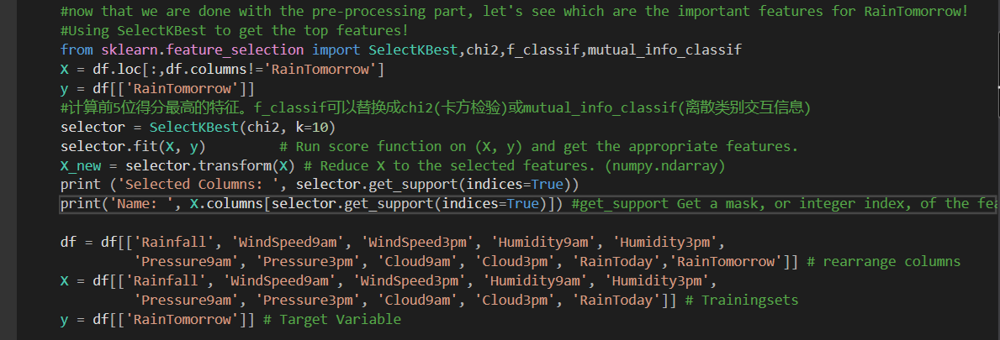 #now that we are done with the pre-processing part, let's see which are the important features for RainTomorrow!
#Using SelectKBest to get the top features!
from sklearn.feature_selection import SelectKBest,chi2,f_classif,mutual_info_classif
X = df.loc[:,df.columns!='RainTomorrow']
y = df[['RainTomorrow']]
#计算前5位得分最高的特征。f_classif可以替换成chi2(卡方检验)或mutual_info_classif(离散类别交互信息)
selector = SelectKBest(chi2, k=10)
selector.fit(X, y)        # Run score function on (X, y) and get the appropriate features.
X_new = selector.transform(X) # Reduce X to the selected features. (numpy.ndarray)
print ('Selected Columns: ', selector.get_support(indices=True))
print('Name: ', X.columns[selector.get_support(indices=True)]) #get_support Get a mask, or integer index, of the
df = df[['Rainfall', 'WindSpeed9am', 'WindSpeed3pm', 'Humidity9am', 'Humidity3pm',
        'Pressure9am', 'Pressure3pm', 'Cloud9am', 'Cloud3pm', 'RainToday','RainTomorrow']] # rearrange columns
X = df[['Rainfall', 'WindSpeed9am', 'WindSpeed3pm', 'Humidity9am', 'Humidity3pm',
        'Pressure9am', 'Pressure3pm', 'Cloud9am', 'Cloud3pm', 'RainToday']] # Trainingsets
y = df[['RainTomorrow']] # Target Variable